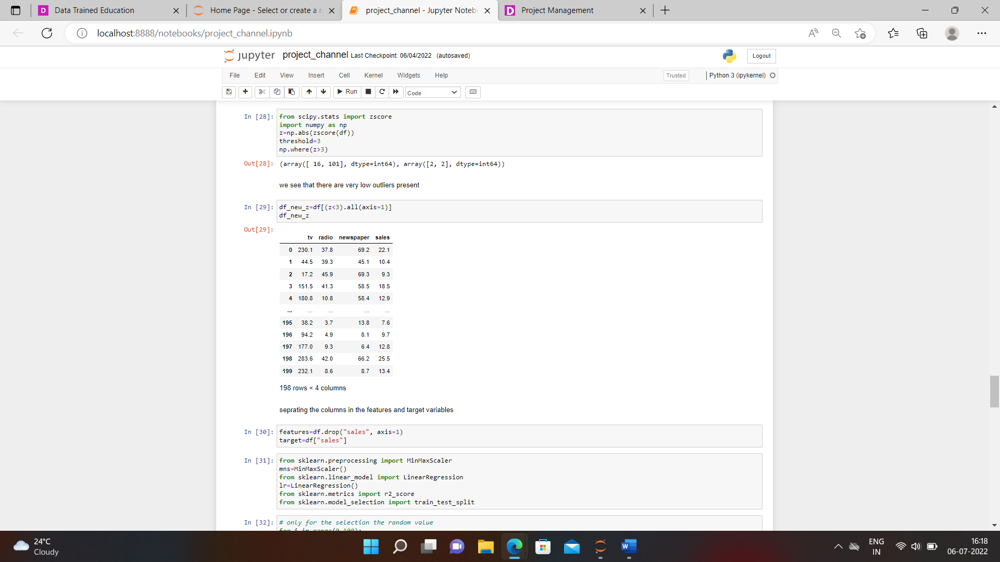 Data Trained Education
Home Page - Select or create a n
project_channel - Jupyter Notebo
Project Management
localhost:8888/notebooks/project_channel.ipynb
jupyter project_channel Last Checkpoint: 06/04/2022 (autosaved)
Logout
File Edit View Insert Cell Kernel Widgets Help
Trusted
Python 3 (ipykernel)
Run
Code
In [28]: from scipy.stats import zscore
import numpy as np
z=np.abs(zscore(df))
threshold=3
np.where(z>3)
Out[28]: (array([ 16, 101], dtype=int64), array([2, 2], dtype=int64))
we see that there are very low outliers present
In [29]: df_new_z=df[(z<3).all(axis=1)]
df_new_z
Out[29]:
tv radio newspaper sales
0 230.1 37.8 69.2 22.1
1 44.5 39.3 45.1 10.4
2 17.2 45.9 69.3 9.3
3 151.5 41.3 58.5 18.5
4 180.8 10.8 58.4 12.9
... ... ... ... ...
195 38.2 3.7 13.8 7.6
196 94.2 4.9 8.1 9.7
197 177.0 9.3 6.4 12.8
198 283.6 42.0 66.2 25.5
199 232.1 8.6 8.7 13.4
198 rows × 4 columns
seprating the columns in the features and target variables
In [30]: features=df.drop("sales", axis=1)
target=df["sales"]
In [31]: from sklearn.preprocessing import MinMaxScaler
mns=MinMaxScaler()
from sklearn.linear_model import LinearRegression
lr=LinearRegression()
from sklearn.metrics import r2_score
from sklearn.model_selection import train_test_split
In [32]: # only for the selection the random value
for i in range(0,100):
24°C
Cloudy
ENG
IN
16:18
06-07-2022